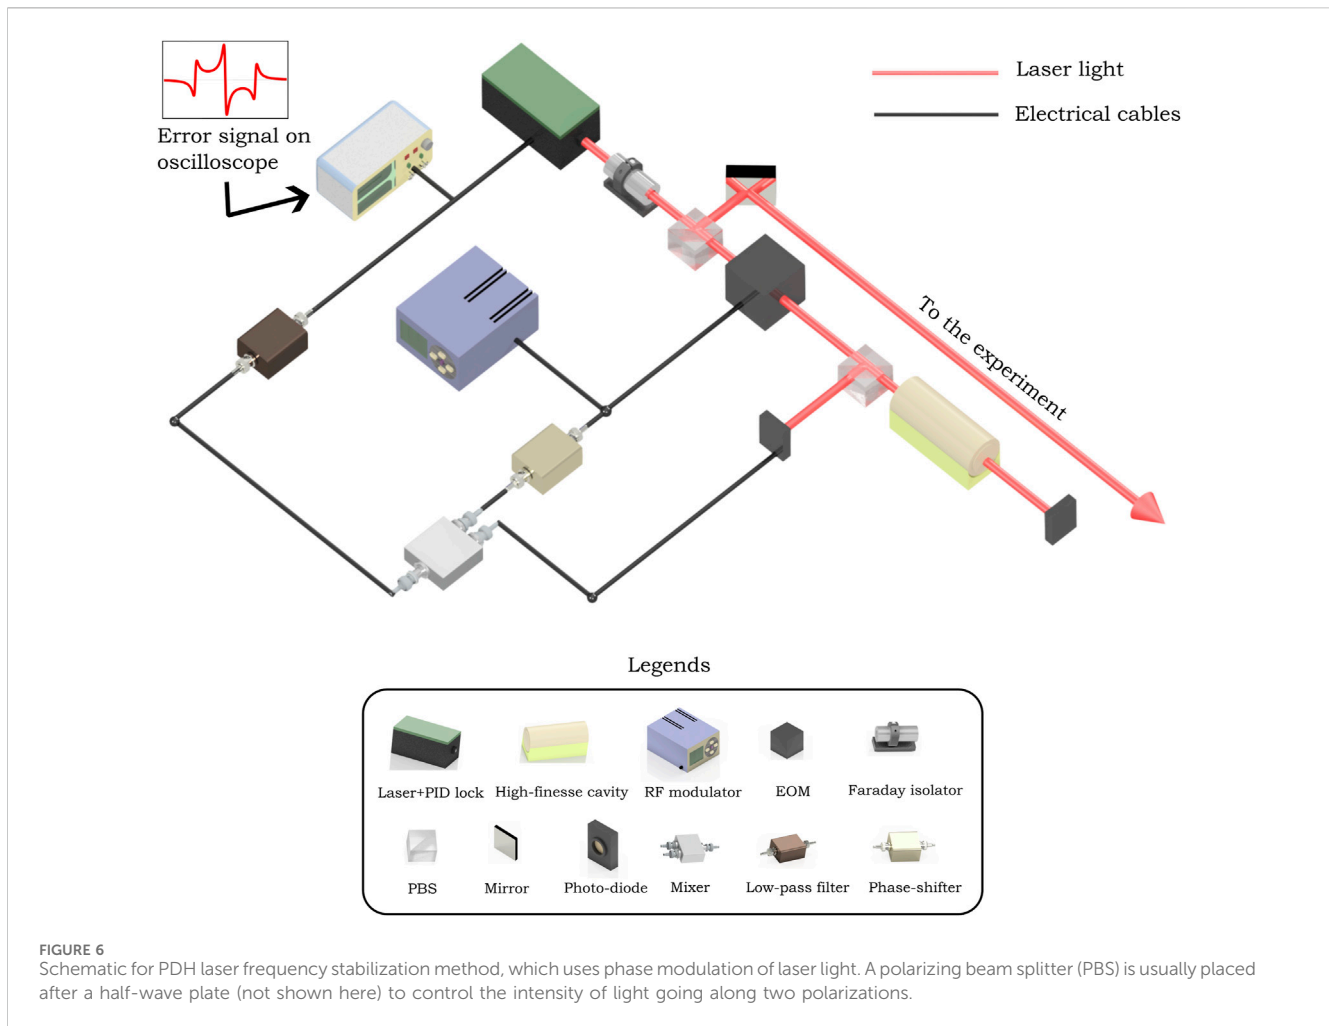 Error signal on
oscilloscope
Laser light
Electrical cables
To the experiment
Legends
Laser+PID lock
High-finesse cavity
RF modulator
EOM
Faraday isolator
PBS
Mirror
Photo-diode
Mixer
Low-pass filter
Phase-shifter
FIGURE 6
Schematic for PDH laser frequency stabilization method, which uses phase modulation of laser light. A polarizing beam splitter (PBS) is usually placed
after a half-wave plate (not shown here) to control the intensity of light going along two polarizations.